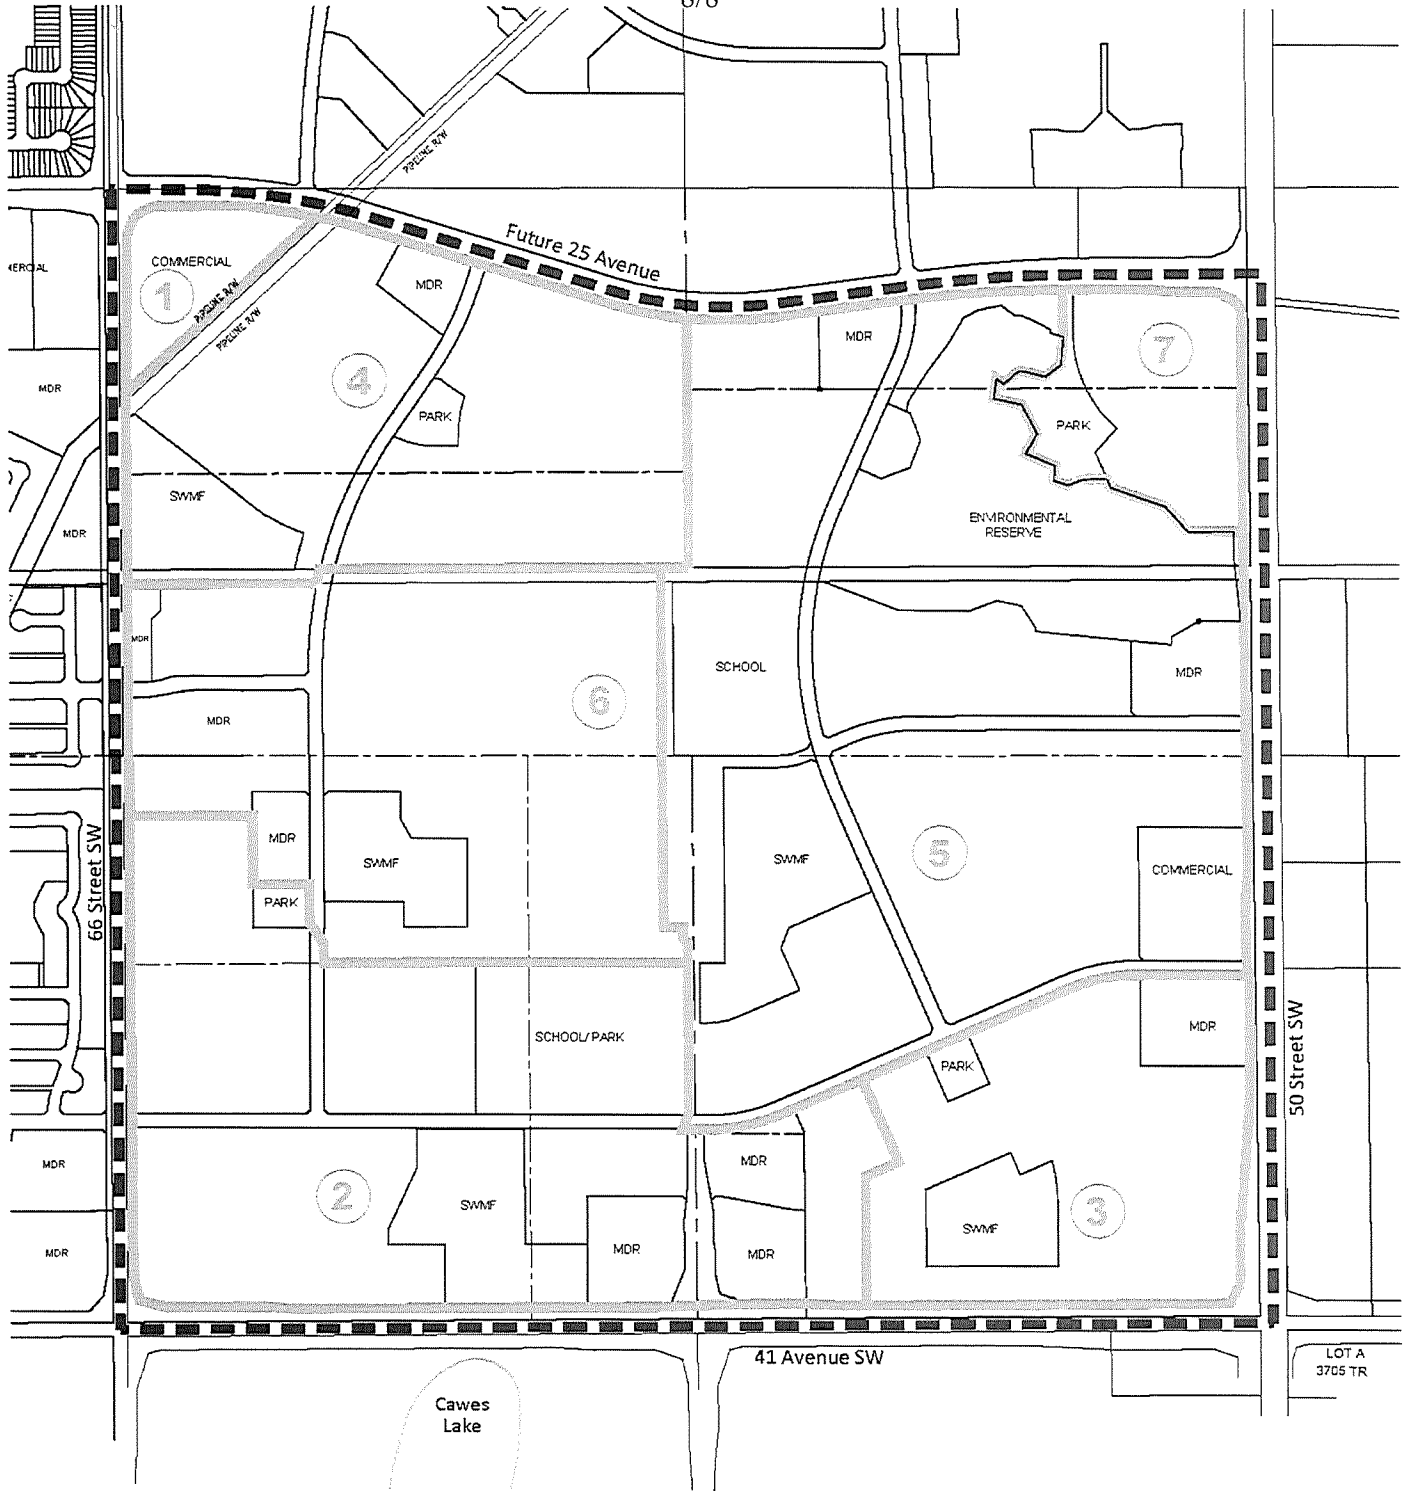 PIPELINE R/W
Future 25 Avenue
COMMERCIAL
1
PIPELINE R/W
PIPELINE R/W
MDR
MDR
7
4
MDR
PARK
PARK
SWMF
ENVIRONMENTAL
RESERVE
MDR
MDR
SCHOOL
MDR
6
MDR
MDR
SWMF
SWMF
5
COMMERCIAL
PARK
66 Street SW
SCHOOL/PARK
MDR
PARK
50 Street SW
MDR
MDR
2
SWMF
3
SWMF
MDR
MDR
MDR
41 Avenue SW
LOT A
3705 TR
Cawes
Lake